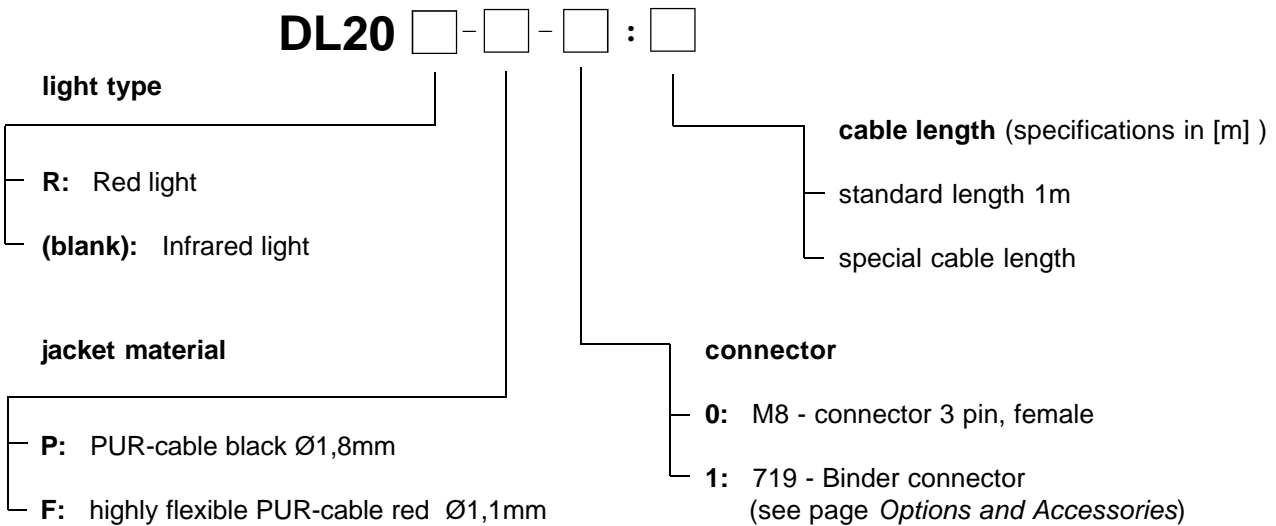 DL20 - - :
light type
R: Red light
(blank): Infrared light
cable length (specifications in [m] )
standard length 1m
special cable length
jacket material
P: PUR-cable black Ø1,8mm
F: highly flexible PUR-cable red Ø1,1mm
connector
0: M8 - connector 3 pin, female
1: 719 - Binder connector
(see page Options and Accessories)